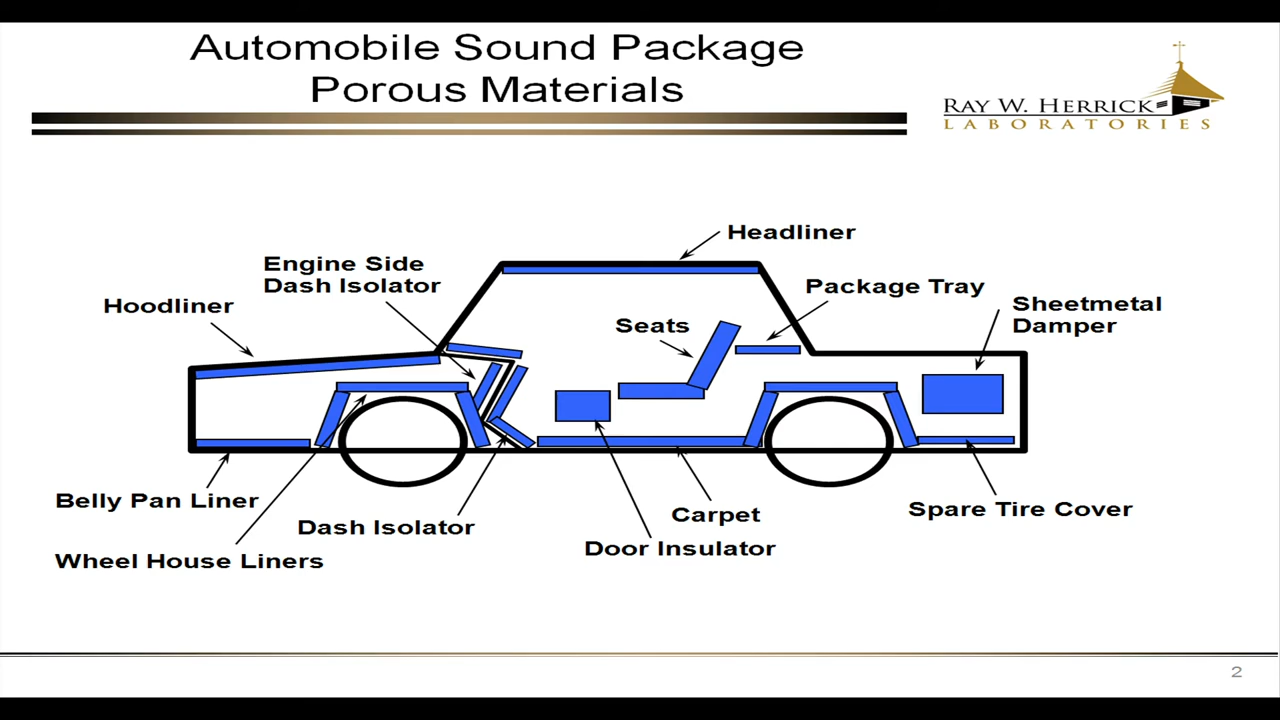 Automobile Sound Package
Porous Materials
RAY W. HERRICK
LABORATORIES
Headliner
Engine Side
Dash Isolator
Package Tray
Hoodliner
Sheetmetal
Damper
Seats
Belly Pan Liner
Dash Isolator
Carpet
Spare Tire Cover
Door Insulator
Wheel House Liners
2